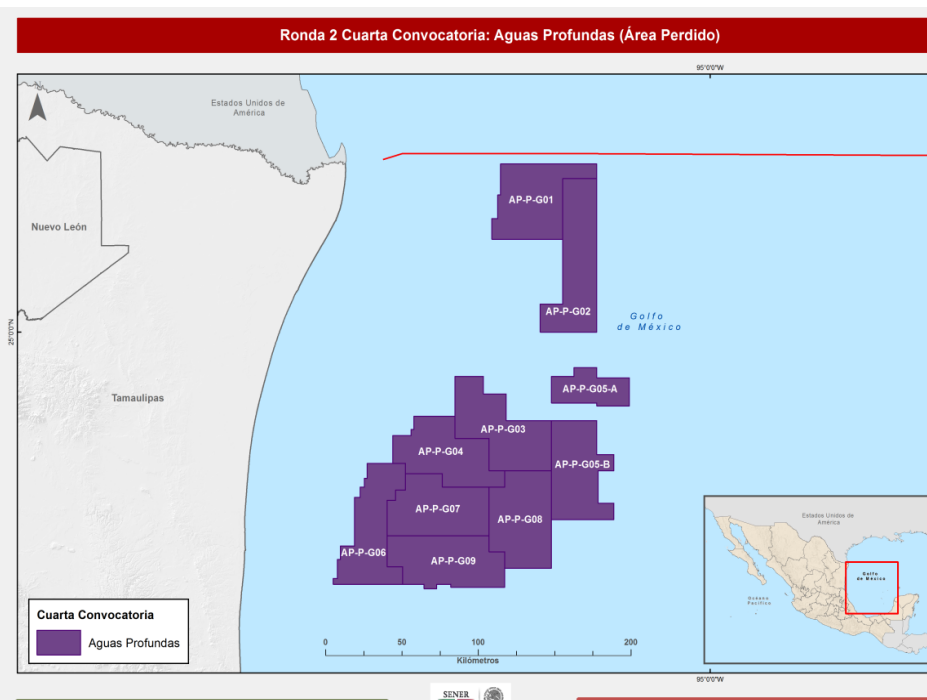 Ronda 2 Cuarta Convocatoria: Aguas Profundas (Área Perdido)
95°0'0"W
Estados Unidos de
América
AP-P-G01
Nuevo León
AP-P-G02
Golfo
de México
25°0'0"N
AP-P-G05-A
Tamaulipas
AP-P-G03
AP-P-G04
AP-P-G05-B
AP-P-G07
AP-P-G08
AP-P-G06
AP-P-G09
Estados Unidos de
América
Golfo
de México
Océano
Pacífico
Cuarta Convocatoria
Aguas Profundas
0 50 100 200
Kilómetros
95°0'0"W
SENER